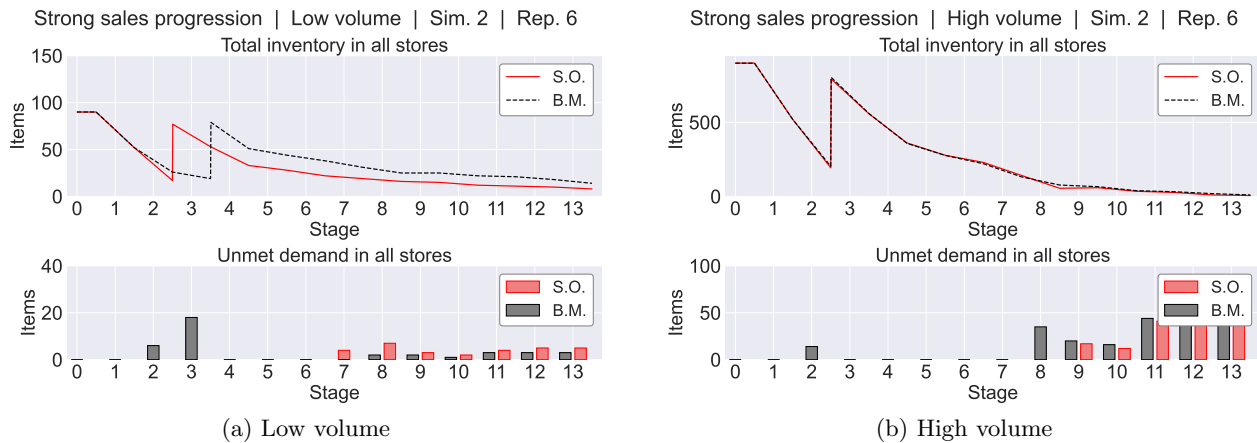 Strong sales progression | Low volume | Sim. 2 | Rep. 6
Total inventory in all stores
150
100
50
0
Items
S.O.
B.M.
0 1 2 3 4 5 6 7 8 9 10 11 12 13
Stage
Unmet demand in all stores
40
20
0
Items
S.O.
B.M.
0 1 2 3 4 5 6 7 8 9 10 11 12 13
Stage
(a) Low volume
Strong sales progression | High volume | Sim. 2 | Rep. 6
Total inventory in all stores
500
0
Items
S.O.
B.M.
0 1 2 3 4 5 6 7 8 9 10 11 12 13
Stage
Unmet demand in all stores
100
50
0
Items
S.O.
B.M.
0 1 2 3 4 5 6 7 8 9 10 11 12 13
Stage
(b) High volume